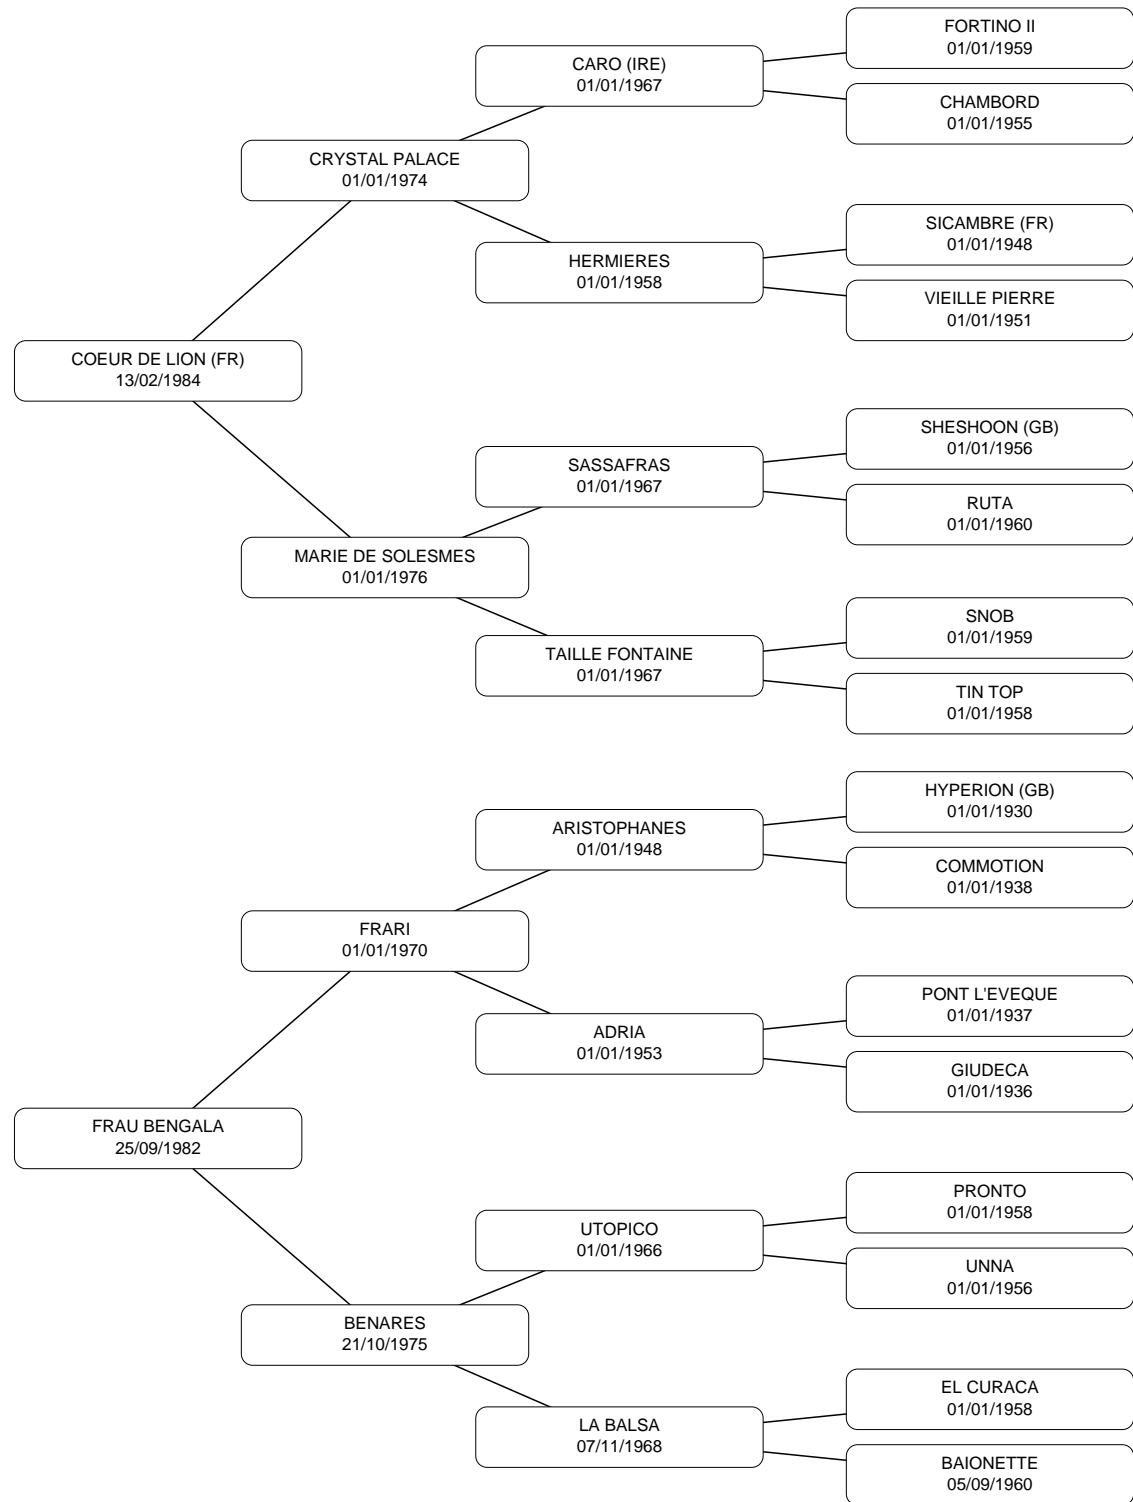 FORTINO II
01/01/1959
CARO (IRE)
01/01/1967
CHAMBORD
01/01/1955
CRYSTAL PALACE
01/01/1974
SICAMBRE (FR)
01/01/1948
HERMIERES
01/01/1958
VIEILLE PIERRE
01/01/1951
COEUR DE LION (FR)
13/02/1984
SHESHOON (GB)
01/01/1956
SASSAFRAS
01/01/1967
RUTA
01/01/1960
MARIE DE SOLESMES
01/01/1976
SNOB
01/01/1959
TAILLE FONTAINE
01/01/1967
TIN TOP
01/01/1958
HYPERION (GB)
01/01/1930
ARISTOPHANES
01/01/1948
COMMOTION
01/01/1938
FRARI
01/01/1970
PONT L'EVEQUE
01/01/1937
ADRIA
01/01/1953
GIUDECA
01/01/1936
FRAU BENGALA
25/09/1982
PRONTO
01/01/1958
UTOPICO
01/01/1966
UNNA
01/01/1956
BENARES
21/10/1975
EL CURACA
01/01/1958
LA BALSA
07/11/1968
BAIONETTE
05/09/1960